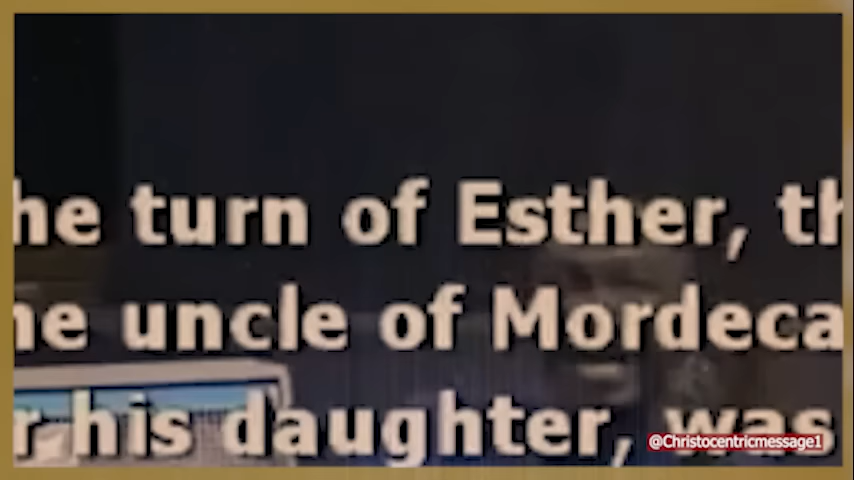 he turn of Esther, th
he uncle of Mordeca
r his daughter, was
@Christocentricmessage1